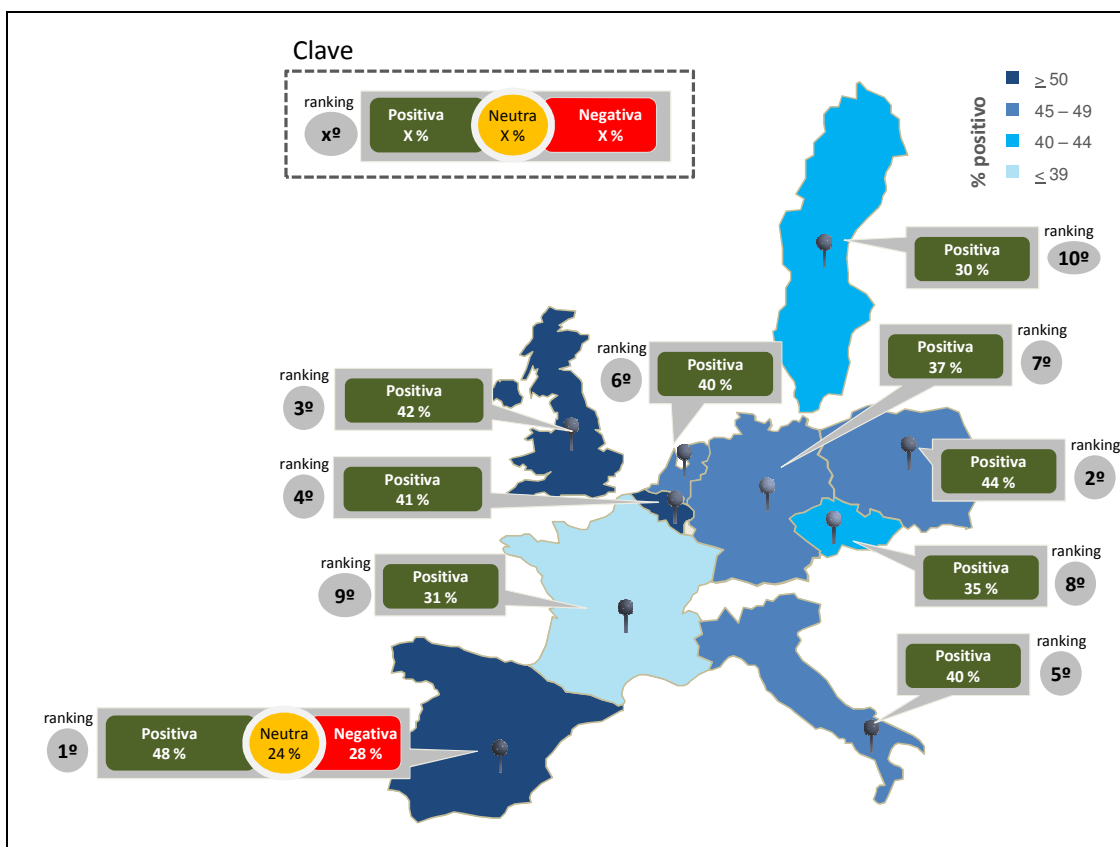 Clave
ranking
xº
Positiva
X %
Neutra
X %
Negativa
X %
% positivo
≥ 50
45 – 49
40 – 44
≤ 39
ranking
10º
Positiva
30 %
ranking
7º
Positiva
37 %
ranking
6º
Positiva
40 %
ranking
3º
Positiva
42 %
ranking
4º
Positiva
41 %
ranking
2º
Positiva
44 %
ranking
8º
Positiva
35 %
ranking
9º
Positiva
31 %
ranking
5º
Positiva
40 %
ranking
1º
Positiva
48 %
Neutra
24 %
Negativa
28 %